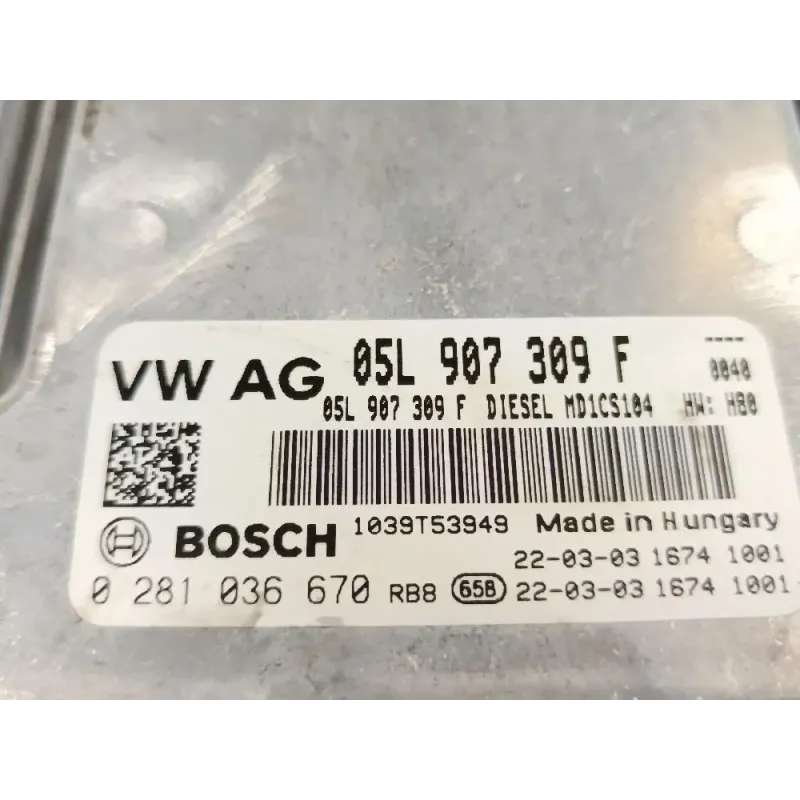 VW AG 05L 907 309 F ----
0040
05L 907 309 F DIESEL MD1CS104 HW: H80
BOSCH 1039T53949 Made in Hungary
22-03-03 1674 1001
0 281 036 670 RB8 65B 22-03-03 1674 1001